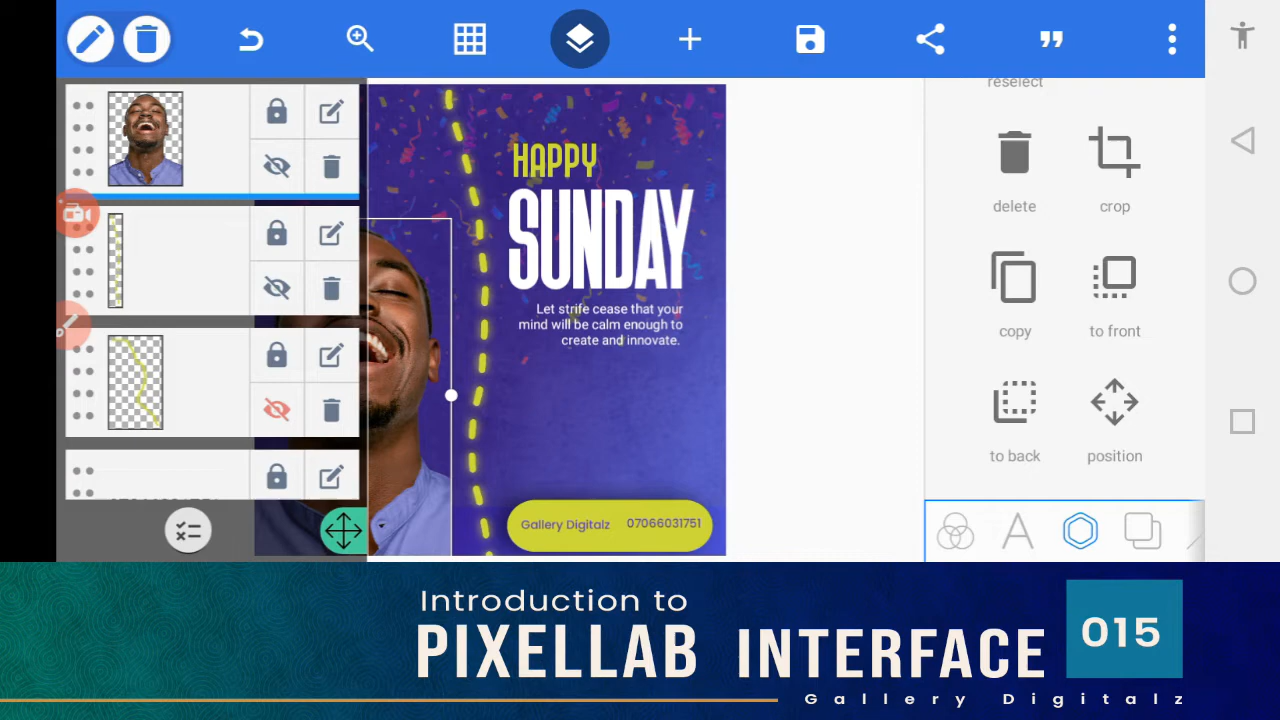 reselect
delete
crop
copy
to front
to back
position
HAPPY
SUNDAY
Let strife cease that your
mind will be calm enough to
create and innovate.
Gallery Digitalz 07066031751
Introduction to
PIXELLAB INTERFACE
015
Gallery Digitalz